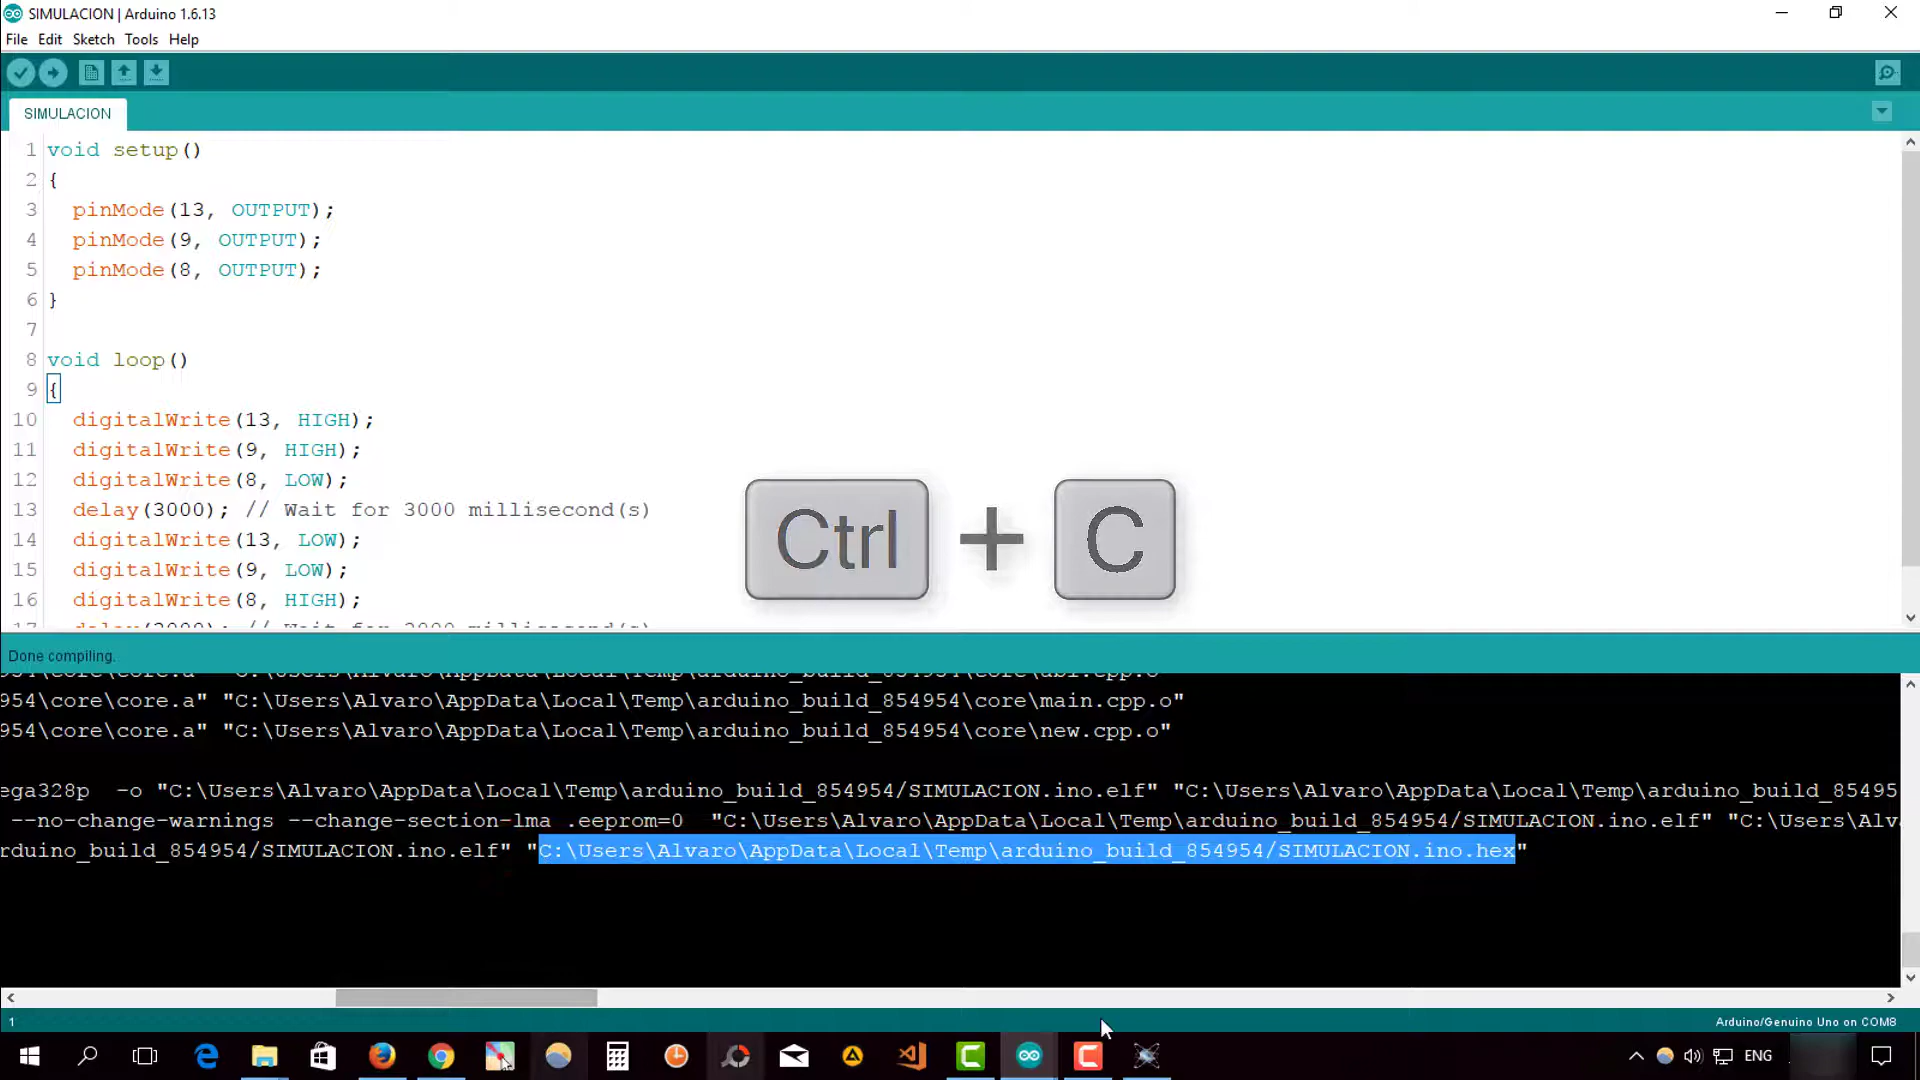 SIMULACION | Arduino 1.6.13
File Edit Sketch Tools Help
SIMULACION
1 void setup()
2 {
3 pinMode(13, OUTPUT);
4 pinMode(9, OUTPUT);
5 pinMode(8, OUTPUT);
6 }
7
8 void loop()
9 {
10 digitalWrite(13, HIGH);
11 digitalWrite(9, HIGH);
12 digitalWrite(8, LOW);
13 delay(3000); // Wait for 3000 millisecond(s)
14 digitalWrite(13, LOW);
15 digitalWrite(9, LOW);
16 digitalWrite(8, HIGH);
Ctrl + C
Done compiling.
954\core\core.a" "C:\Users\Alvaro\AppData\Local\Temp\arduino_build_854954\core\main.cpp.o"
954\core\core.a" "C:\Users\Alvaro\AppData\Local\Temp\arduino_build_854954\core\new.cpp.o"
ega328p -o "C:\Users\Alvaro\AppData\Local\Temp\arduino_build_854954/SIMULACION.ino.elf" "C:\Users\Alvaro\AppData\Local\Temp\arduino_build_85495
--no-change-warnings --change-section-lma .eeprom=0 "C:\Users\Alvaro\AppData\Local\Temp\arduino_build_854954/SIMULACION.ino.elf" "C:\Users\Alv
rduino_build_854954/SIMULACION.ino.elf" "C:\Users\Alvaro\AppData\Local\Temp\arduino_build_854954/SIMULACION.ino.hex"
1
Arduino/Genuino Uno on COM8
ENG